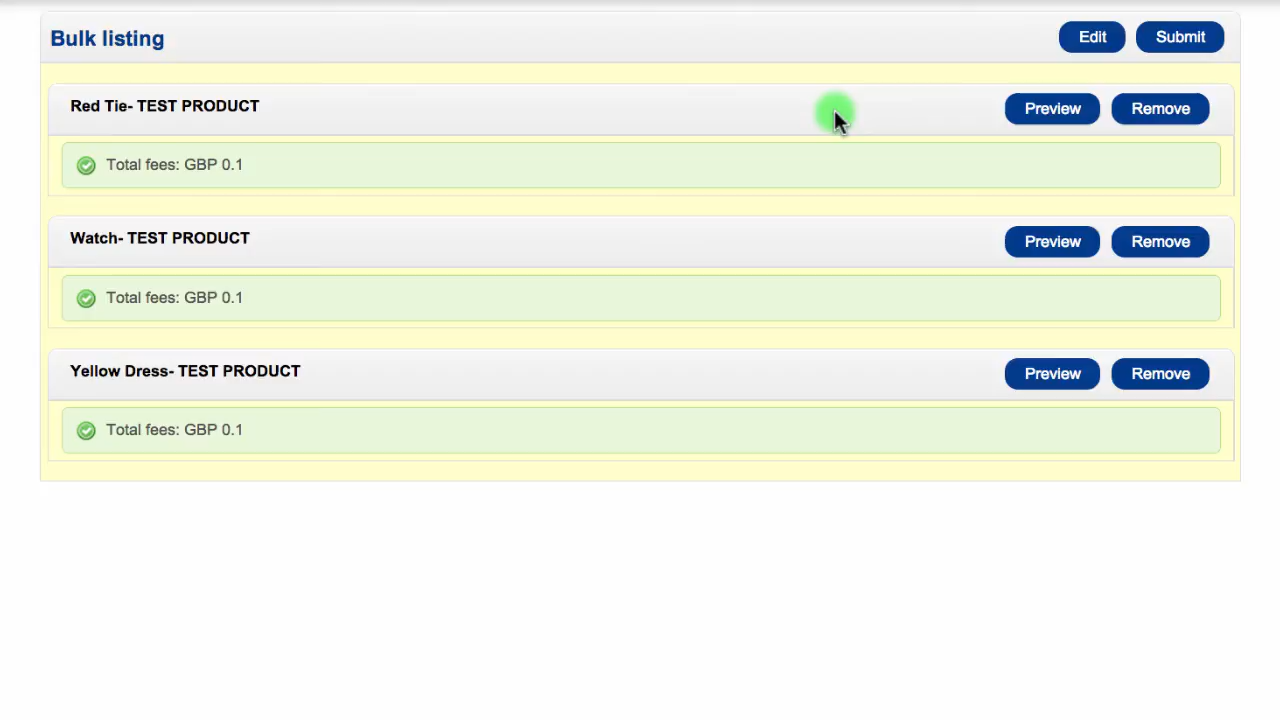 Bulk listing Edit Submit
Red Tie- TEST PRODUCT Preview Remove
Total fees: GBP 0.1
Watch- TEST PRODUCT Preview Remove
Total fees: GBP 0.1
Yellow Dress- TEST PRODUCT Preview Remove
Total fees: GBP 0.1